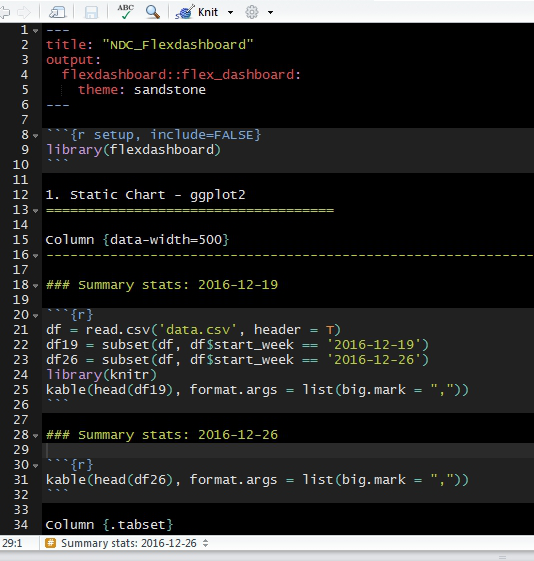 ABC Knit
1 ---
2 title: "NDC_Flexdashboard"
3 output:
4   flexdashboard::flex_dashboard:
5     theme: sandstone
6 ---
7
8 ```{r setup, include=FALSE}
9 library(flexdashboard)
10 ```
11
12 1. Static Chart - ggplot2
13 ====================================
14
15 Column {data-width=500}
16 -------------------------------------------------------------
17
18 ### Summary stats: 2016-12-19
19
20 ```{r}
21 df = read.csv('data.csv', header = T)
22 df19 = subset(df, df$start_week == '2016-12-19')
23 df26 = subset(df, df$start_week == '2016-12-26')
24 library(knitr)
25 kable(head(df19), format.args = list(big.mark = ","))
26 ```
27
28 ### Summary stats: 2016-12-26
29
30 ```{r}
31 kable(head(df26), format.args = list(big.mark = ","))
32 ```
33
34 Column {.tabset}
29:1 # Summary stats: 2016-12-26